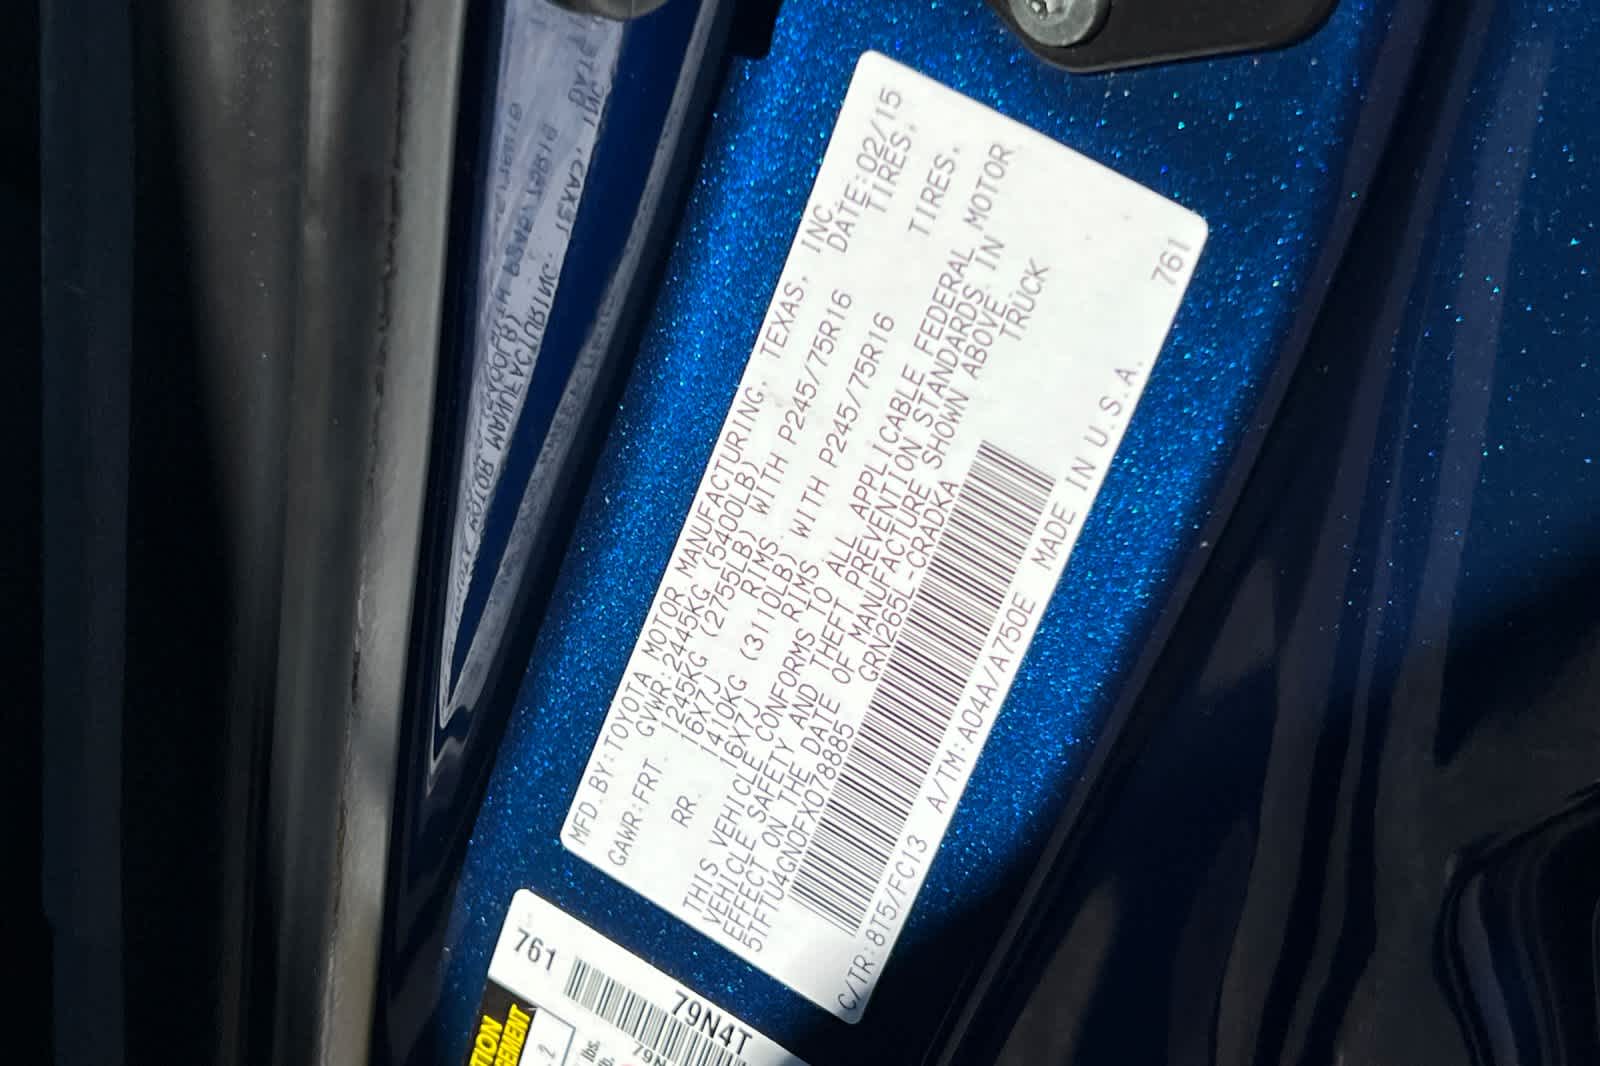 MFD.BY:TOYOTA MOTOR MANUFACTURING, TEXAS, INC.
GVWR:2445KG (5400LB) DATE:02/15
GAWR:FRT. 1245KG (2755LB) WITH P245/75R16 TIRES,
16X7J RIMS,
RR. 1410KG (3110LB) WITH P245/75R16 TIRES,
16X7J RIMS
THIS VEHICLE CONFORMS TO ALL APPLICABLE FEDERAL MOTOR
VEHICLE SAFETY AND THEFT PREVENTION STANDARDS IN
EFFECT ON THE DATE OF MANUFACTURE SHOWN ABOVE.
5TFTU4GN0FX078885 GRN265L-CRADKA TRUCK
C/TR:8T5/FC13 A/TM:A04A/A750E MADE IN U.S.A. 761
761
79N4T